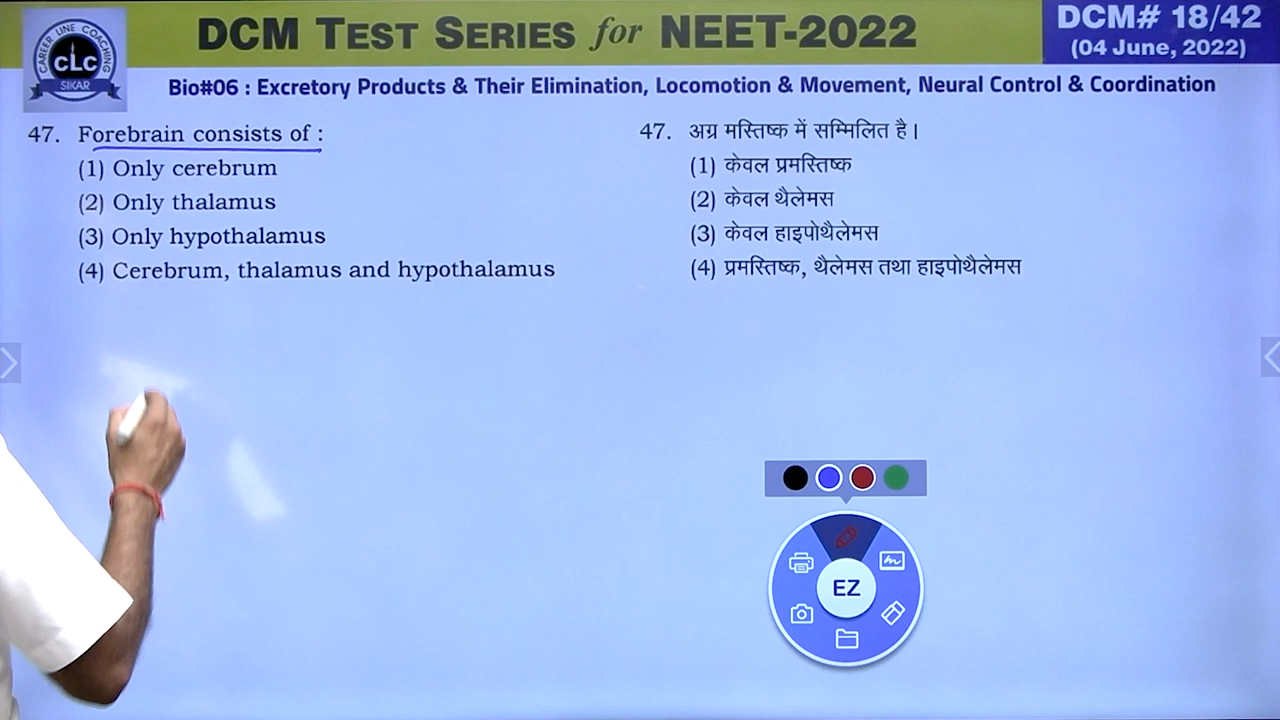 DCM TEST SERIES for NEET-2022
DCM# 18/42
(04 June, 2022)
CAREER LINE COACHING
CLC
SIKAR
Bio#06 : Excretory Products & Their Elimination, Locomotion & Movement, Neural Control & Coordination
47. Forebrain consists of :
(1) Only cerebrum
(2) Only thalamus
(3) Only hypothalamus
(4) Cerebrum, thalamus and hypothalamus
47. अग्र मस्तिष्क में सम्मिलित है।
(1) केवल प्रमस्तिष्क
(2) केवल थैलेमस
(3) केवल हाइपोथैलेमस
(4) प्रमस्तिष्क, थैलेमस तथा हाइपोथैलेमस
EZ